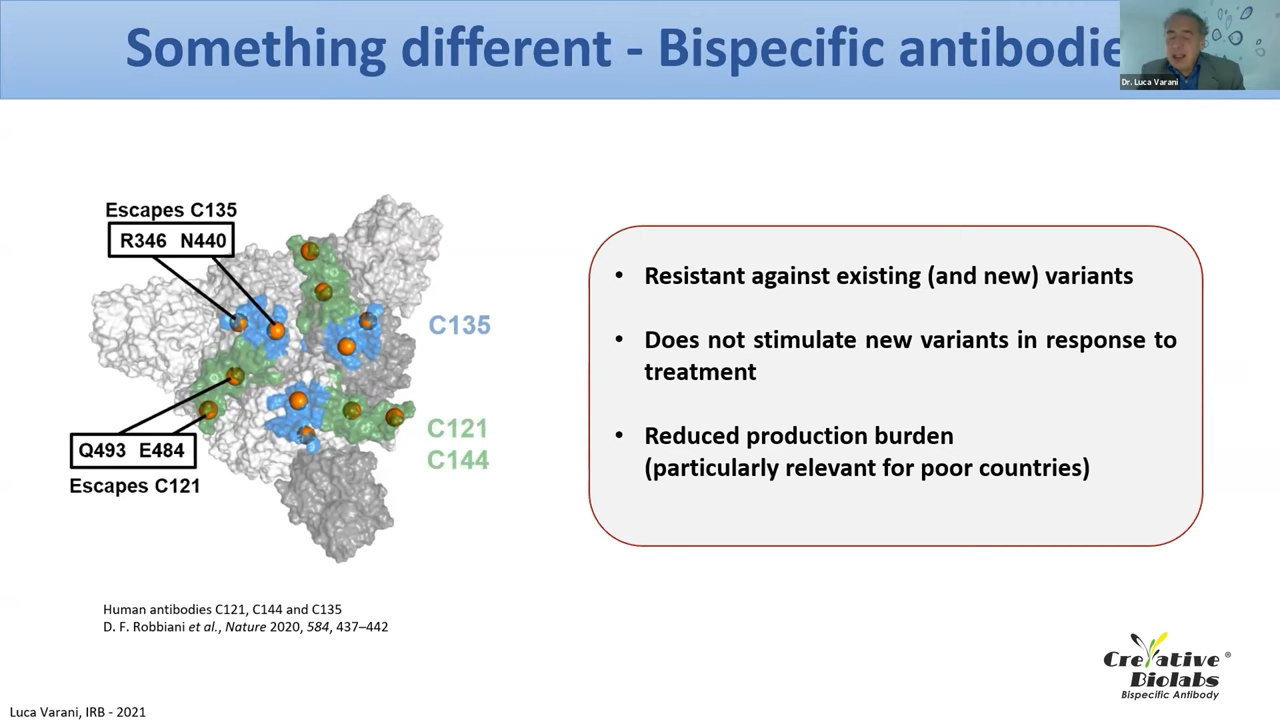 Something different - Bispecific antibodie
Dr. Luca Varani
Escapes C135
R346 N440
C135
C121
C144
Q493 E484
Escapes C121
• Resistant against existing (and new) variants
• Does not stimulate new variants in response to
treatment
• Reduced production burden
(particularly relevant for poor countries)
Human antibodies C121, C144 and C135
D. F. Robbiani et al., Nature 2020, 584, 437–442
Creative ®
Biolabs
Bispecific Antibody
Luca Varani, IRB - 2021